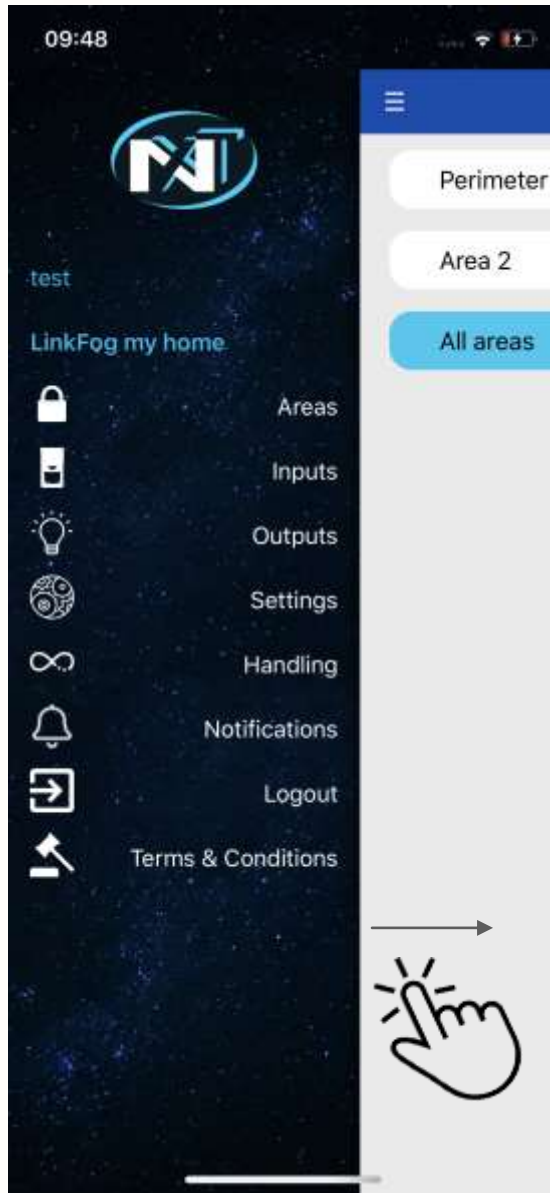 09:48
NXT
test
LinkFog my home
Areas
Inputs
Outputs
Settings
Handling
Notifications
Logout
Terms & Conditions
Perimeter
Area 2
All areas